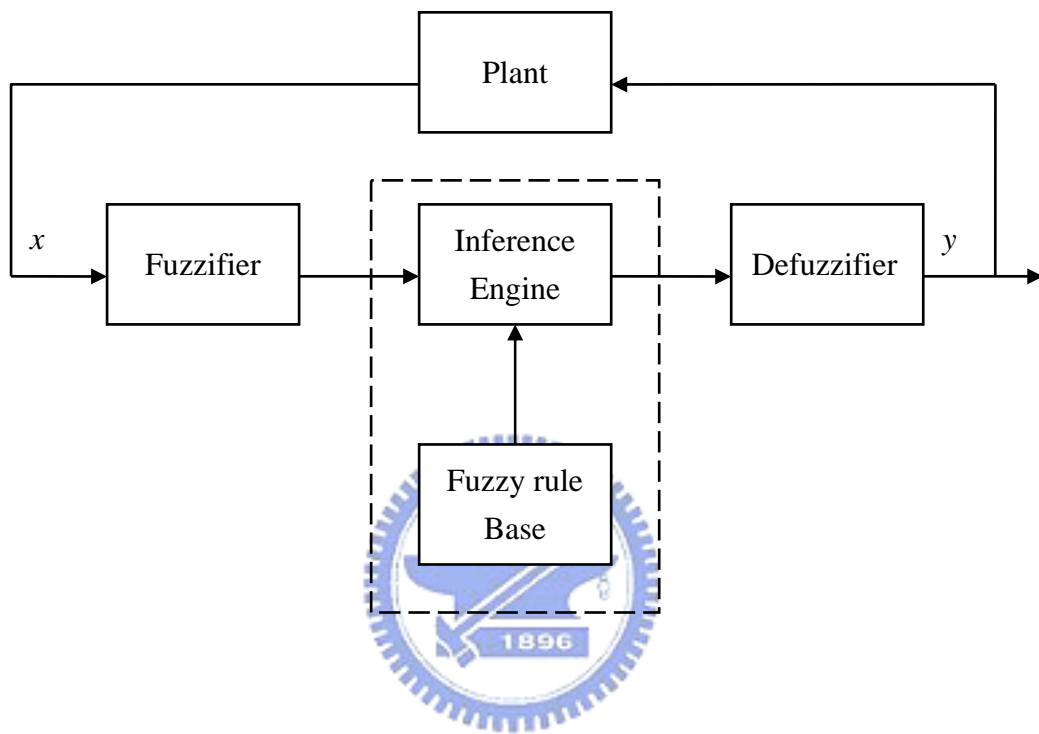 Plant
x
Fuzzifier
Inference
Engine
Defuzzifier
y
Fuzzy rule
Base
1896